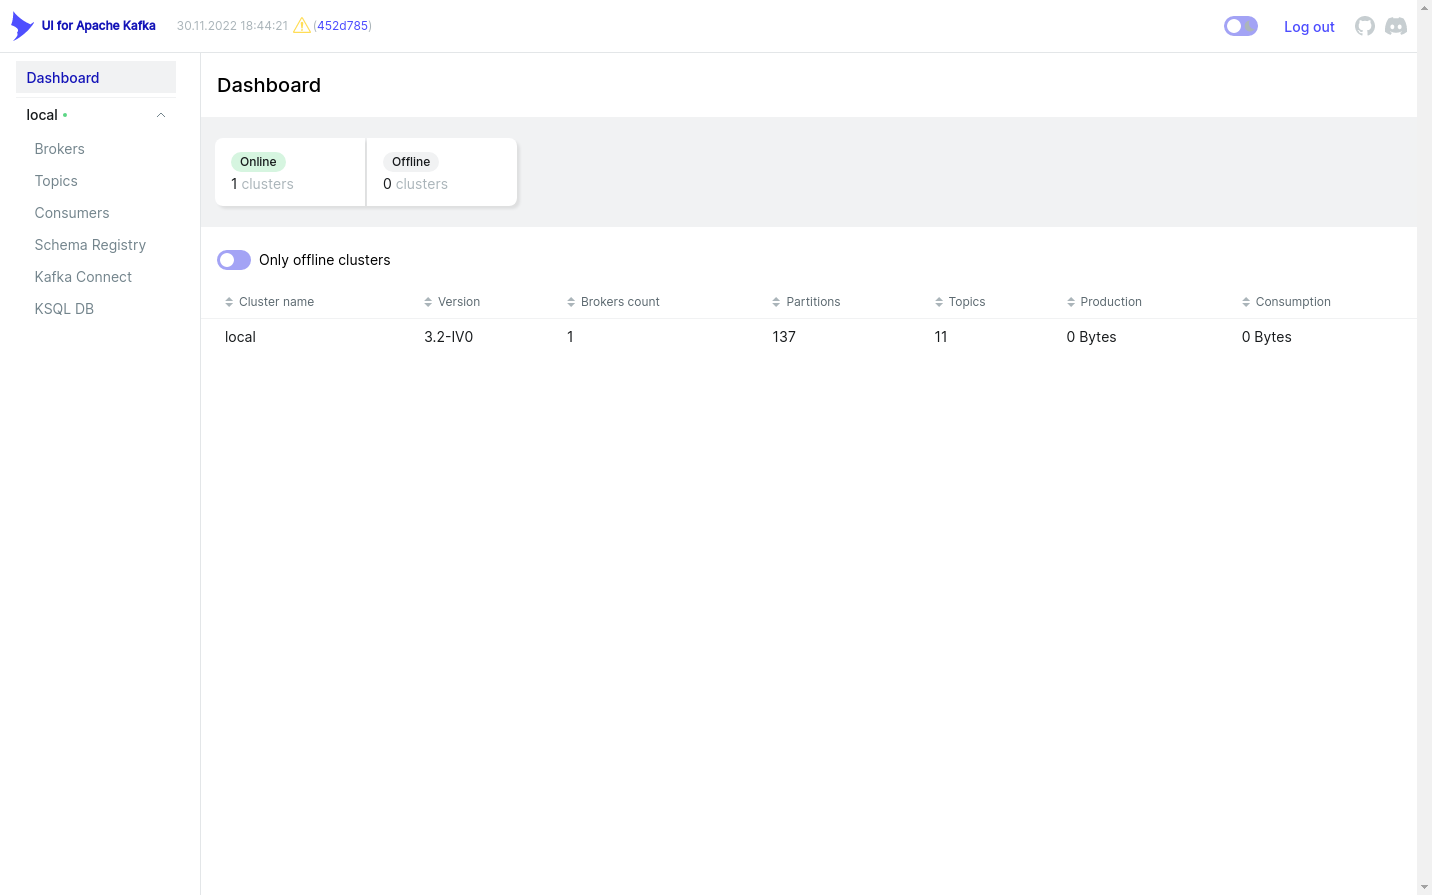 UI for Apache Kafka 30.11.2022 18:44:21 (452d785) Log out
Dashboard
local
Brokers
Topics
Consumers
Schema Registry
Kafka Connect
KSQL DB
Dashboard
Online
1 clusters
Offline
0 clusters
Only offline clusters
Cluster name Version Brokers count Partitions Topics Production Consumption
local 3.2-IV0 1 137 11 0 Bytes 0 Bytes